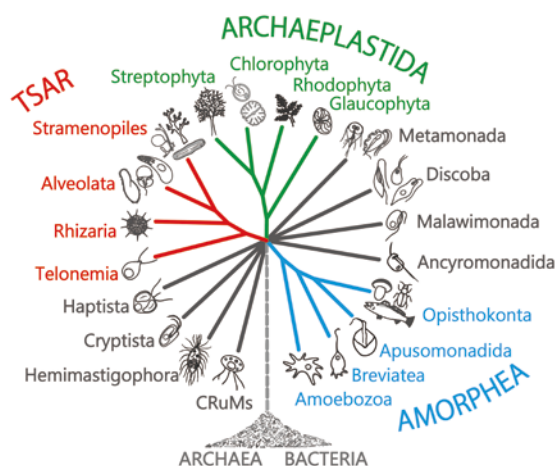 ARCHAEPLASTIDA
TSAR
Streptophyta
Chlorophyta
Rhodophyta
Glaucophyta
Stramenopiles
Alveolata
Rhizaria
Telonemia
Haptista
Cryptista
Hemimastigophora
CRuMs
Metamonada
Discoba
Malawimonada
Ancyromonadida
Opisthokonta
Apusomonadida
Breviatea
Amoebozoa
AMORPHEA
ARCHAEA BACTERIA